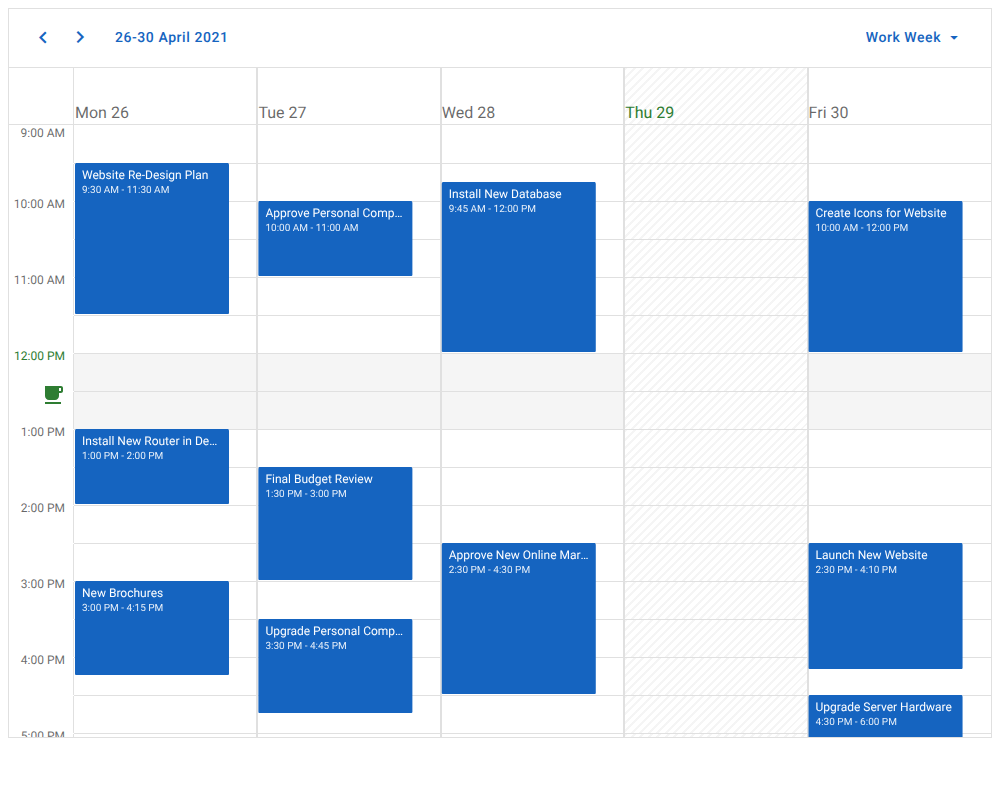 26-30 April 2021
Work Week
Mon 26
Tue 27
Wed 28
Thu 29
Fri 30
9:00 AM
10:00 AM
11:00 AM
12:00 PM
1:00 PM
2:00 PM
3:00 PM
4:00 PM
5:00 PM
Website Re-Design Plan
9:30 AM - 11:30 AM
Install New Router in De...
1:00 PM - 2:00 PM
New Brochures
3:00 PM - 4:15 PM
Approve Personal Comp...
10:00 AM - 11:00 AM
Final Budget Review
1:30 PM - 3:00 PM
Upgrade Personal Comp...
3:30 PM - 4:45 PM
Install New Database
9:45 AM - 12:00 PM
Approve New Online Mar...
2:30 PM - 4:30 PM
Create Icons for Website
10:00 AM - 12:00 PM
Launch New Website
2:30 PM - 4:10 PM
Upgrade Server Hardware
4:30 PM - 6:00 PM